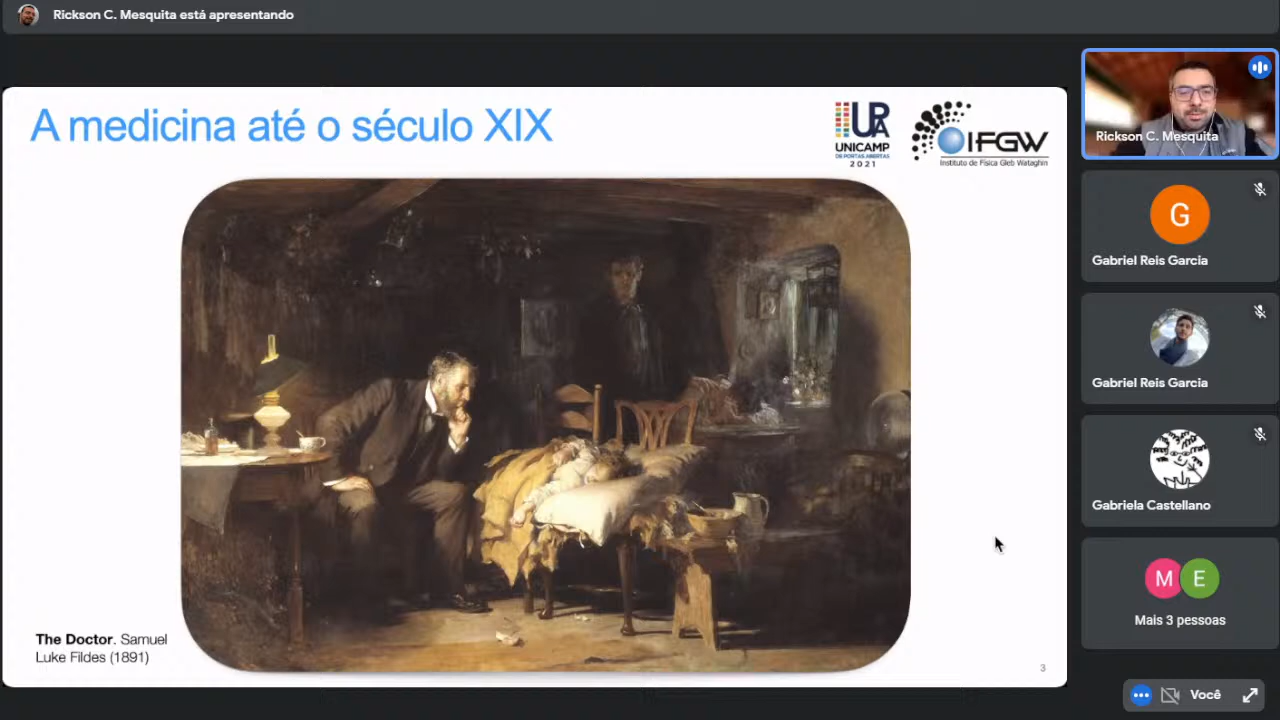 Rickson C. Mesquita está apresentando
A medicina até o século XIX
UPA
UNICAMP
DE PORTAS ABERTAS
2021
IFGW
Instituto de Física Gleb Wataghin
The Doctor. Samuel
Luke Fildes (1891)
3
Rickson C. Mesquita
G
Gabriel Reis Garcia
Gabriel Reis Garcia
Gabriela Castellano
M E
Mais 3 pessoas
Você